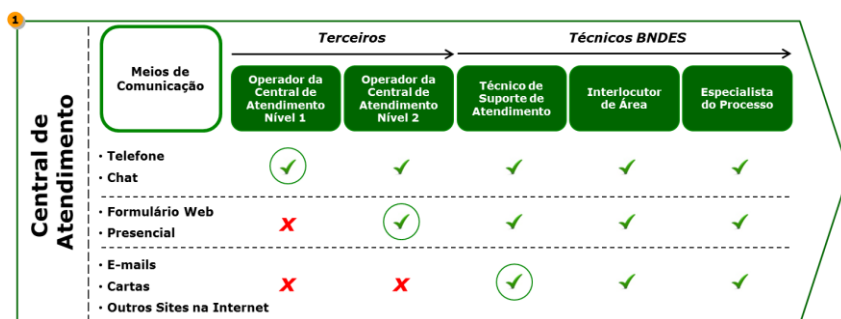 1
Terceiros
Técnicos BNDES
Meios de
Comunicação
Operador da
Central de
Atendimento
Nível 1
Operador da
Central de
Atendimento
Nível 2
Técnico de
Suporte de
Atendimento
Interlocutor
de Área
Especialista
do Processo
Central de
Atendimento
· Telefone
· Chat
· Formulário Web
· Presencial
· E-mails
· Cartas
· Outros Sites na Internet